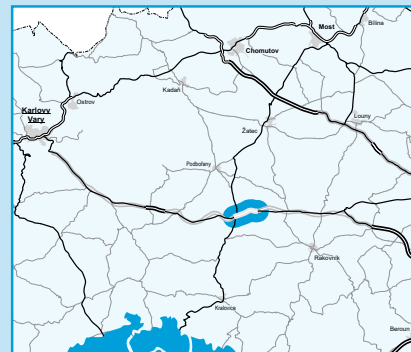 Most
Bílina
Chomutov
Kadaň
Ostrov
Karlovy
Vary
Louny
Žatec
Podbořany
Rakovník
Kralovice
Beroun